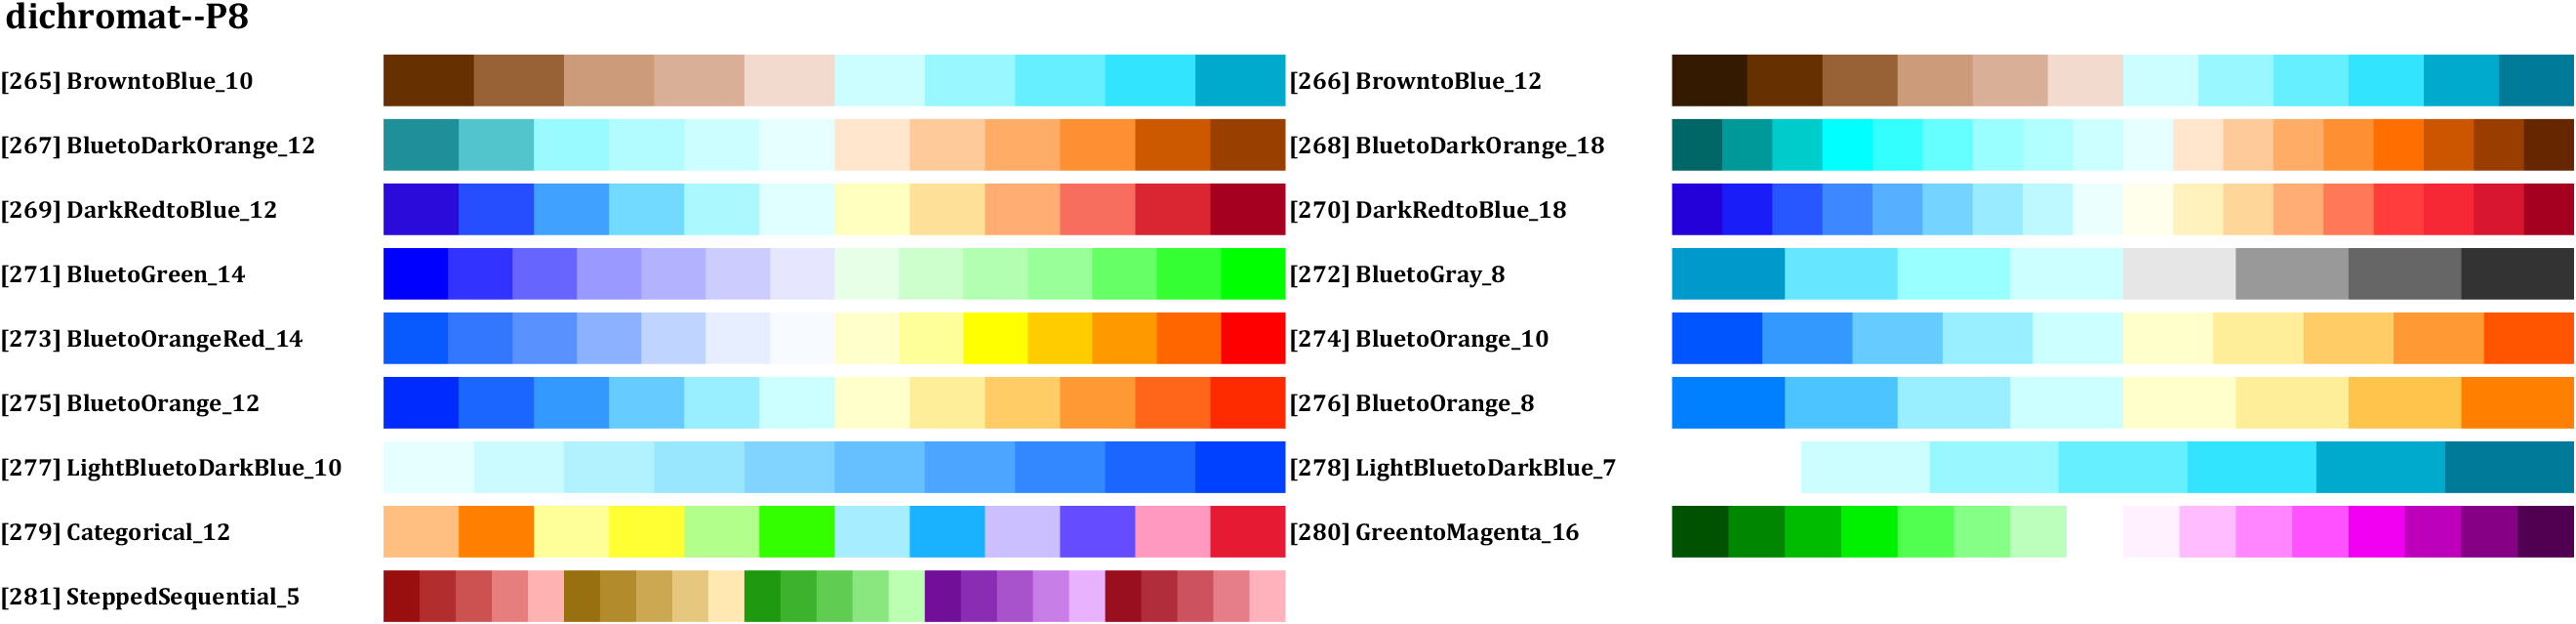 dichromat--P8
[265] BrowntoBlue_10
[266] BrowntoBlue_12
[267] BluetoDarkOrange_12
[268] BluetoDarkOrange_18
[269] DarkRedtoBlue_12
[270] DarkRedtoBlue_18
[271] BluetoGreen_14
[272] BluetoGray_8
[273] BluetoOrangeRed_14
[274] BluetoOrange_10
[275] BluetoOrange_12
[276] BluetoOrange_8
[277] LightBluetoDarkBlue_10
[278] LightBluetoDarkBlue_7
[279] Categorical_12
[280] GreentoMagenta_16
[281] SteppedSequential_5